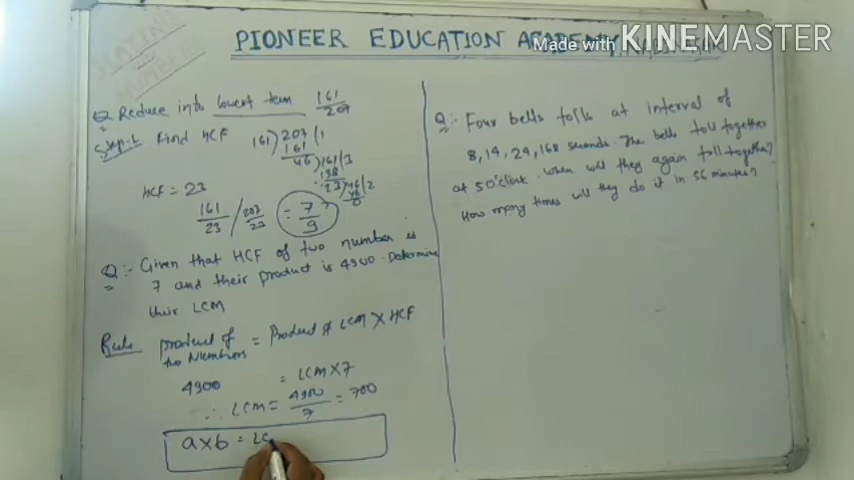 PIONEER EDUCATION ACADEMY
Made with KINEMASTER
Q Reduce into lowest term 161/207
Step-1 Find HCF 161)207(1
161
46)161(3
138
23)46(2
46
0
HCF = 23
161/23 / 207/23 = 7/9
Q:- Given that HCF of two number is
7 and their product is 4900. Determine
their LCM
Rule product of two Numbers = Product of LCM X HCF
4900 = LCM X 7
∴ LCM = 4900/7 = 700
a x b = LC
Q:- Four bells tolls at interval of
8, 14, 24, 168 seconds. The bells toll together
at 5 O'clock. when will they again toll together?
How many times will they do it in 56 minutes?